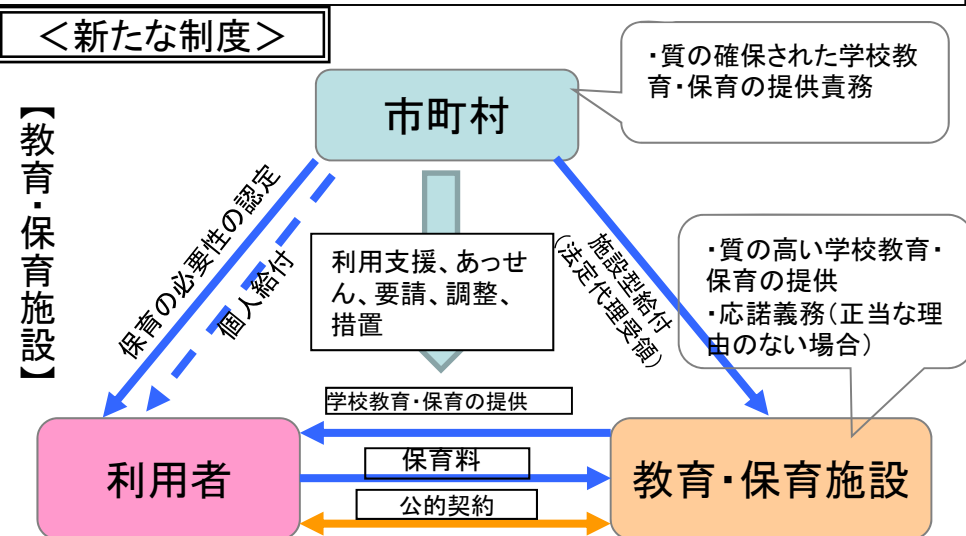 ＜新たな制度＞
・質の確保された学校教
育・保育の提供責務
市町村
【教育・保育施設】
保育の必要性の認定
個人給付
利用支援、あっせ
ん、要請、調整、
措置
施設型給付
（法定代理受領）
・質の高い学校教育・
保育の提供
・応諾義務（正当な理
由のない場合）
学校教育・保育の提供
利用者
保育料
公的契約
教育・保育施設